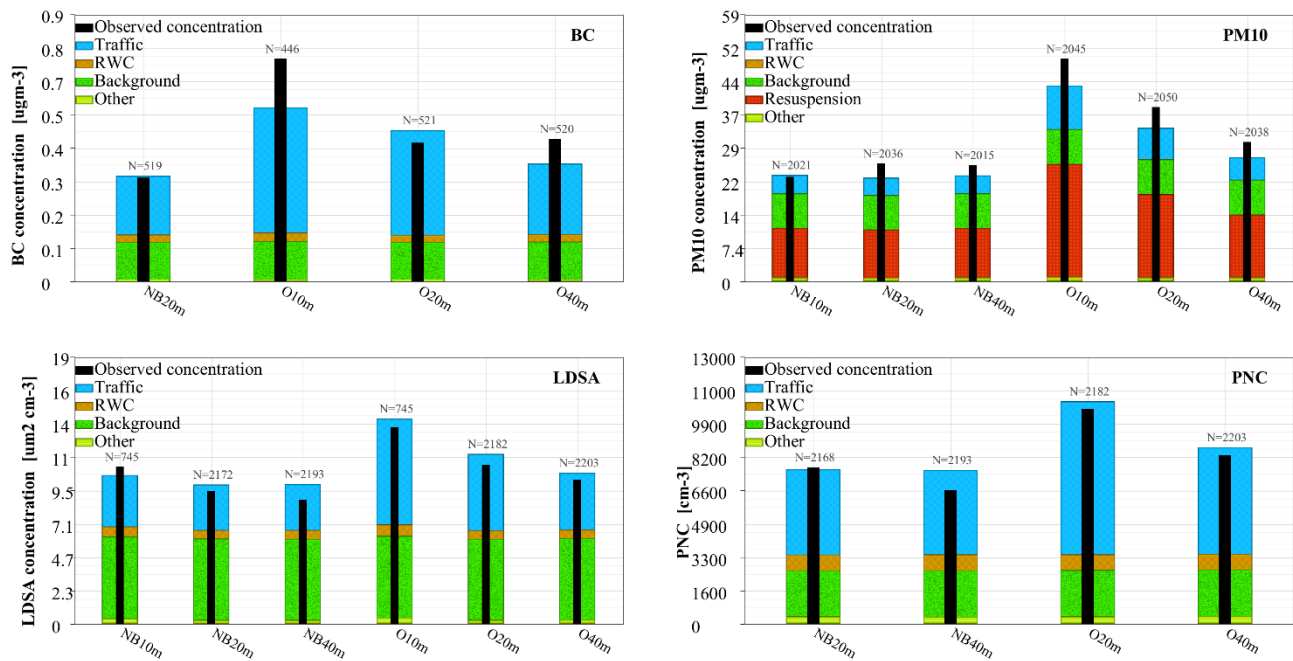 BC
Observed concentration
Traffic
RWC
Background
Other
BC concentration [ugm-3]
0.9
0.8
0.7
0.5
0.4
0.3
0.2
0.1
0
N=519
N=446
N=521
N=520
NB20m
O10m
O20m
O40m
PM10
Observed concentration
Traffic
RWC
Background
Resuspension
Other
PM10 concentration [ugm-3]
59
52
44
37
29
22
14
7.4
0
N=2021
N=2036
N=2015
N=2045
N=2050
N=2038
NB10m
NB20m
NB40m
O10m
O20m
O40m
LDSA
Observed concentration
Traffic
RWC
Background
Other
LDSA concentration [um2 cm-3]
19
16
14
11
9.5
7.1
4.7
2.3
0
N=745
N=2172
N=2193
N=745
N=2182
N=2203
NB10m
NB20m
NB40m
O10m
O20m
O40m
PNC
Observed concentration
Traffic
RWC
Background
Other
PNC [cm-3]
13000
11000
9900
8200
6600
4900
3300
1600
0
N=2168
N=2193
N=2182
N=2203
NB20m
NB40m
O20m
O40m